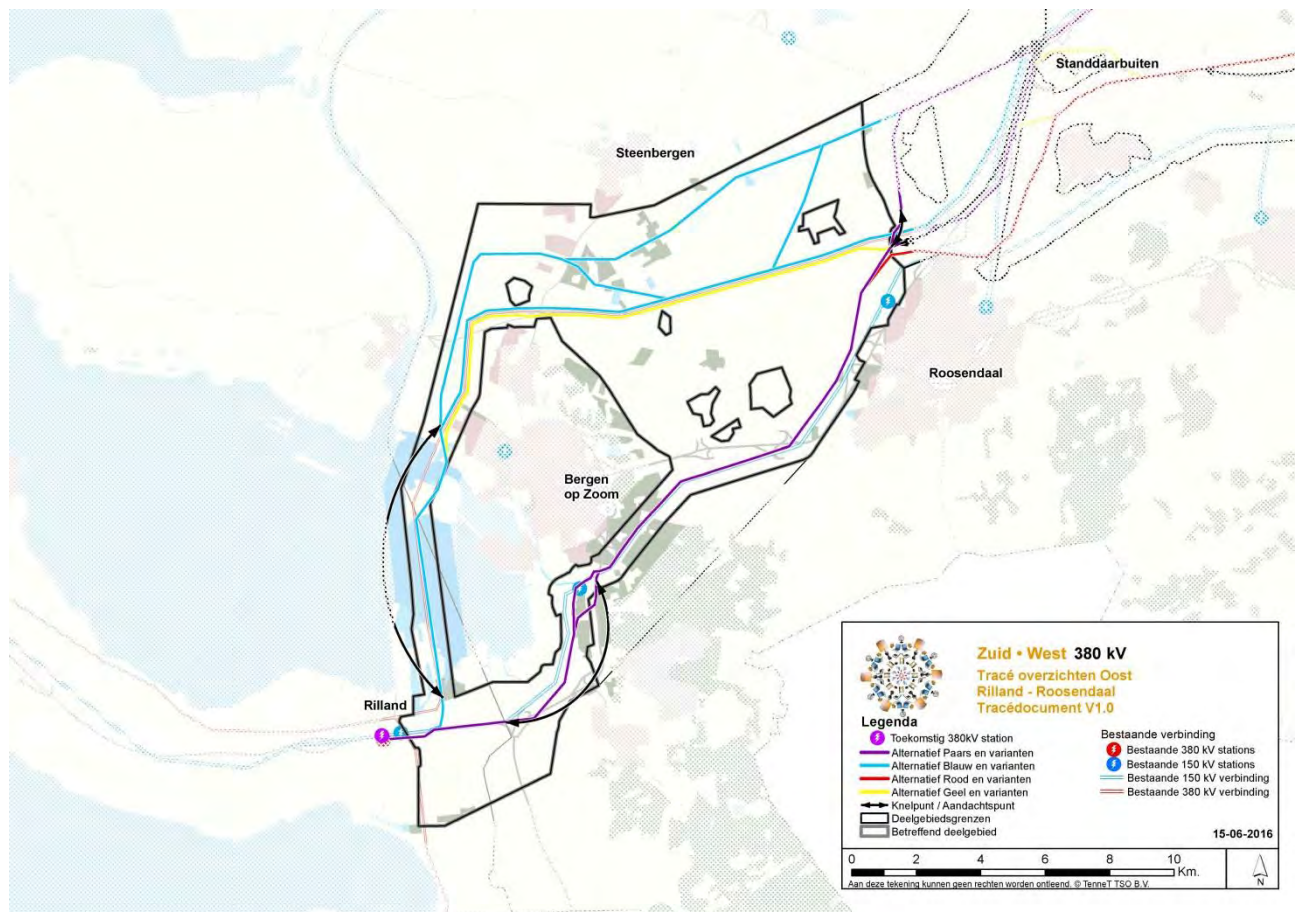 Standdaarbuiten
Steenbergen
Roosendaal
Bergen
op Zoom
Rilland
Zuid • West 380 kV
Tracé overzichten Oost
Rilland - Roosendaal
Tracédocument V1.0
Legenda
Toekomstig 380kV station
Alternatief Paars en varianten
Alternatief Blauw en varianten
Alternatief Rood en varianten
Alternatief Geel en varianten
Knelpunt / Aandachtspunt
Deelgebiedsgrenzen
Betreffend deelgebied
Bestaande verbinding
Bestaande 380 kV stations
Bestaande 150 kV stations
Bestaande 150 kV verbinding
Bestaande 380 kV verbinding
15-06-2016
0 2 4 6 8 10
Km.
N
Aan deze tekening kunnen geen rechten worden ontleend. © TenneT TSO B.V.